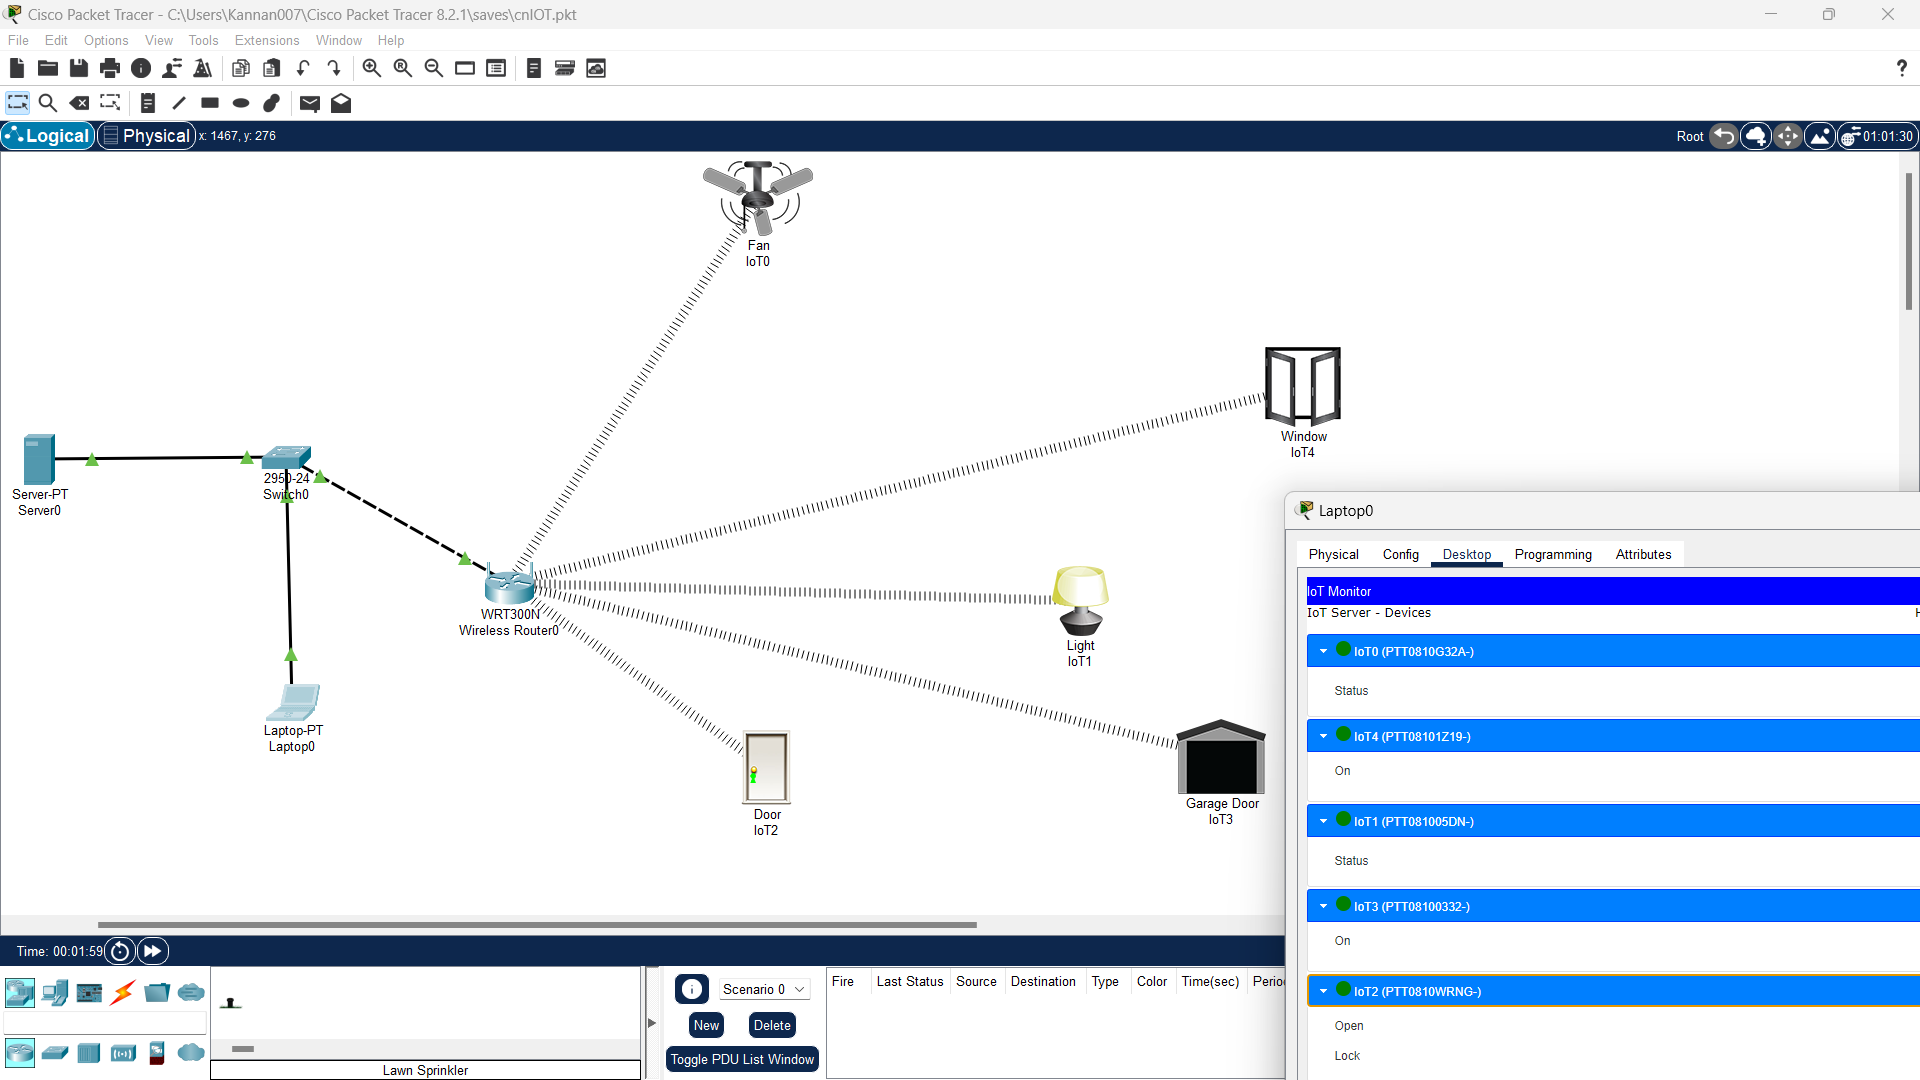 Cisco Packet Tracer - C:\Users\Kannan007\Cisco Packet Tracer 8.2.1\saves\cnIOT.pkt
File Edit Options View Tools Extensions Window Help
Logical Physical x: 1467, y: 276 Root 01:01:30
Fan
IoT0
Window
IoT4
Server-PT
Server0
2950-24
Switch0
WRT300N
Wireless Router0
Light
IoT1
Laptop-PT
Laptop0
Door
IoT2
Garage Door
IoT3
Laptop0
Physical Config Desktop Programming Attributes
IoT Monitor
IoT Server - Devices H
IoT0 (PTT0810G32A-)
Status
IoT4 (PTT08101Z19-)
On
IoT1 (PTT081005DN-)
Status
IoT3 (PTT08100332-)
On
IoT2 (PTT0810WRNG-)
Open
Lock
Time: 00:01:59
Scenario 0
New Delete
Toggle PDU List Window
Fire Last Status Source Destination Type Color Time(sec) Perio
Lawn Sprinkler